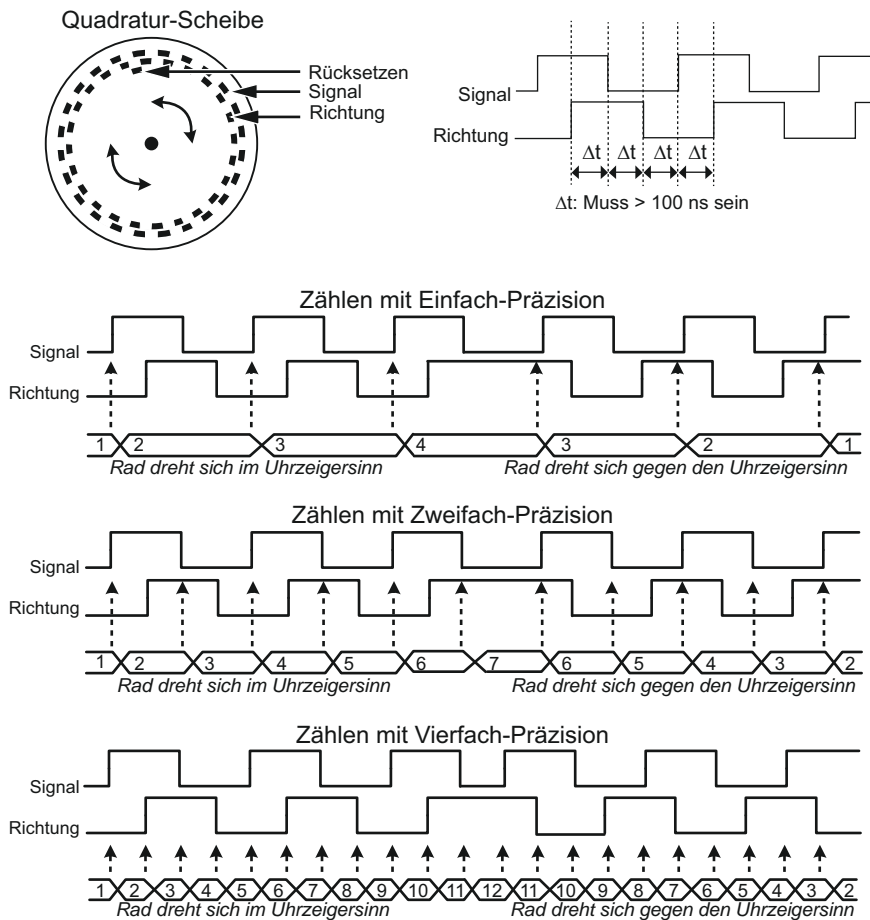 Quadratur-Scheibe
Rücksetzen
Signal
Richtung
Signal
Richtung
Δt Δt Δt Δt
Δt: Muss > 100 ns sein
Zählen mit Einfach-Präzision
Signal
Richtung
1 2 3 4 3 2 1
Rad dreht sich im Uhrzeigersinn Rad dreht sich gegen den Uhrzeigersinn
Zählen mit Zweifach-Präzision
Signal
Richtung
1 2 3 4 5 6 7 6 5 4 3 2
Rad dreht sich im Uhrzeigersinn Rad dreht sich gegen den Uhrzeigersinn
Zählen mit Vierfach-Präzision
Signal
Richtung
1 2 3 4 5 6 7 8 9 10 11 12 11 10 9 8 7 6 5 4 3 2
Rad dreht sich im Uhrzeigersinn Rad dreht sich gegen den Uhrzeigersinn